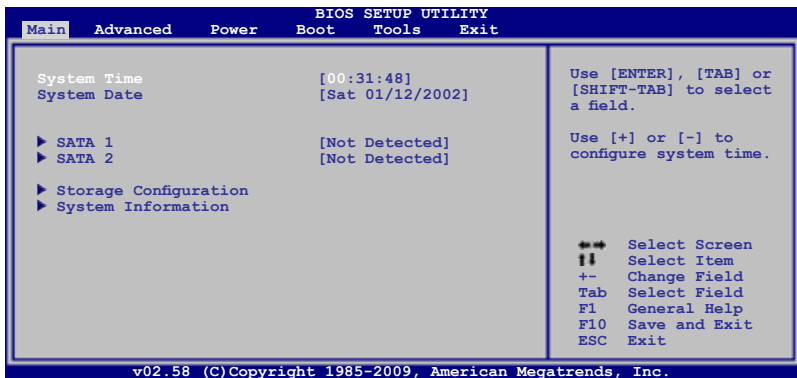 BIOS SETUP UTILITY
Main Advanced Power Boot Tools Exit
System Time [00:31:48]
System Date [Sat 01/12/2002]
SATA 1 [Not Detected]
SATA 2 [Not Detected]
Storage Configuration
System Information
Use [ENTER], [TAB] or
[SHIFT-TAB] to select
a field.
Use [+] or [-] to
configure system time.
Select Screen
Select Item
+- Change Field
Tab Select Field
F1 General Help
F10 Save and Exit
ESC Exit
v02.58 (C)Copyright 1985-2009, American Megatrends, Inc.